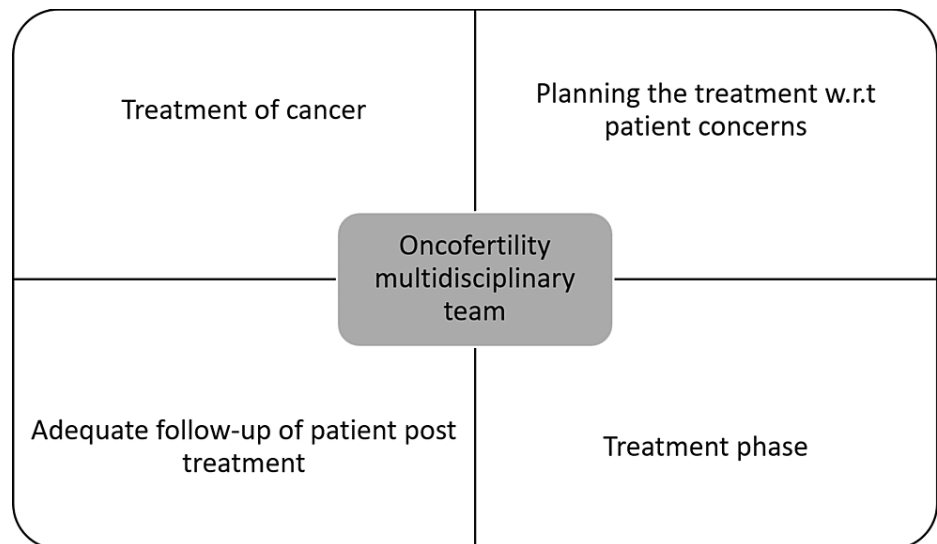 Treatment of cancer
Planning the treatment w.r.t
patient concerns
Oncofertility
multidisciplinary
team
Adequate follow-up of patient post
treatment
Treatment phase